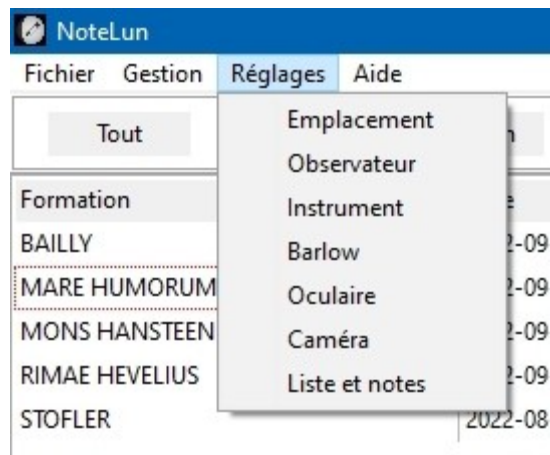 NoteLun
Fichier Gestion Réglages Aide
Tout
Emplacement
Observateur
Instrument
Barlow
Oculaire
Caméra
Liste et notes
Formation
BAILLY
MARE HUMORUM
MONS HANSTEEN
RIMAE HEVELIUS
STOFLER 2022-08